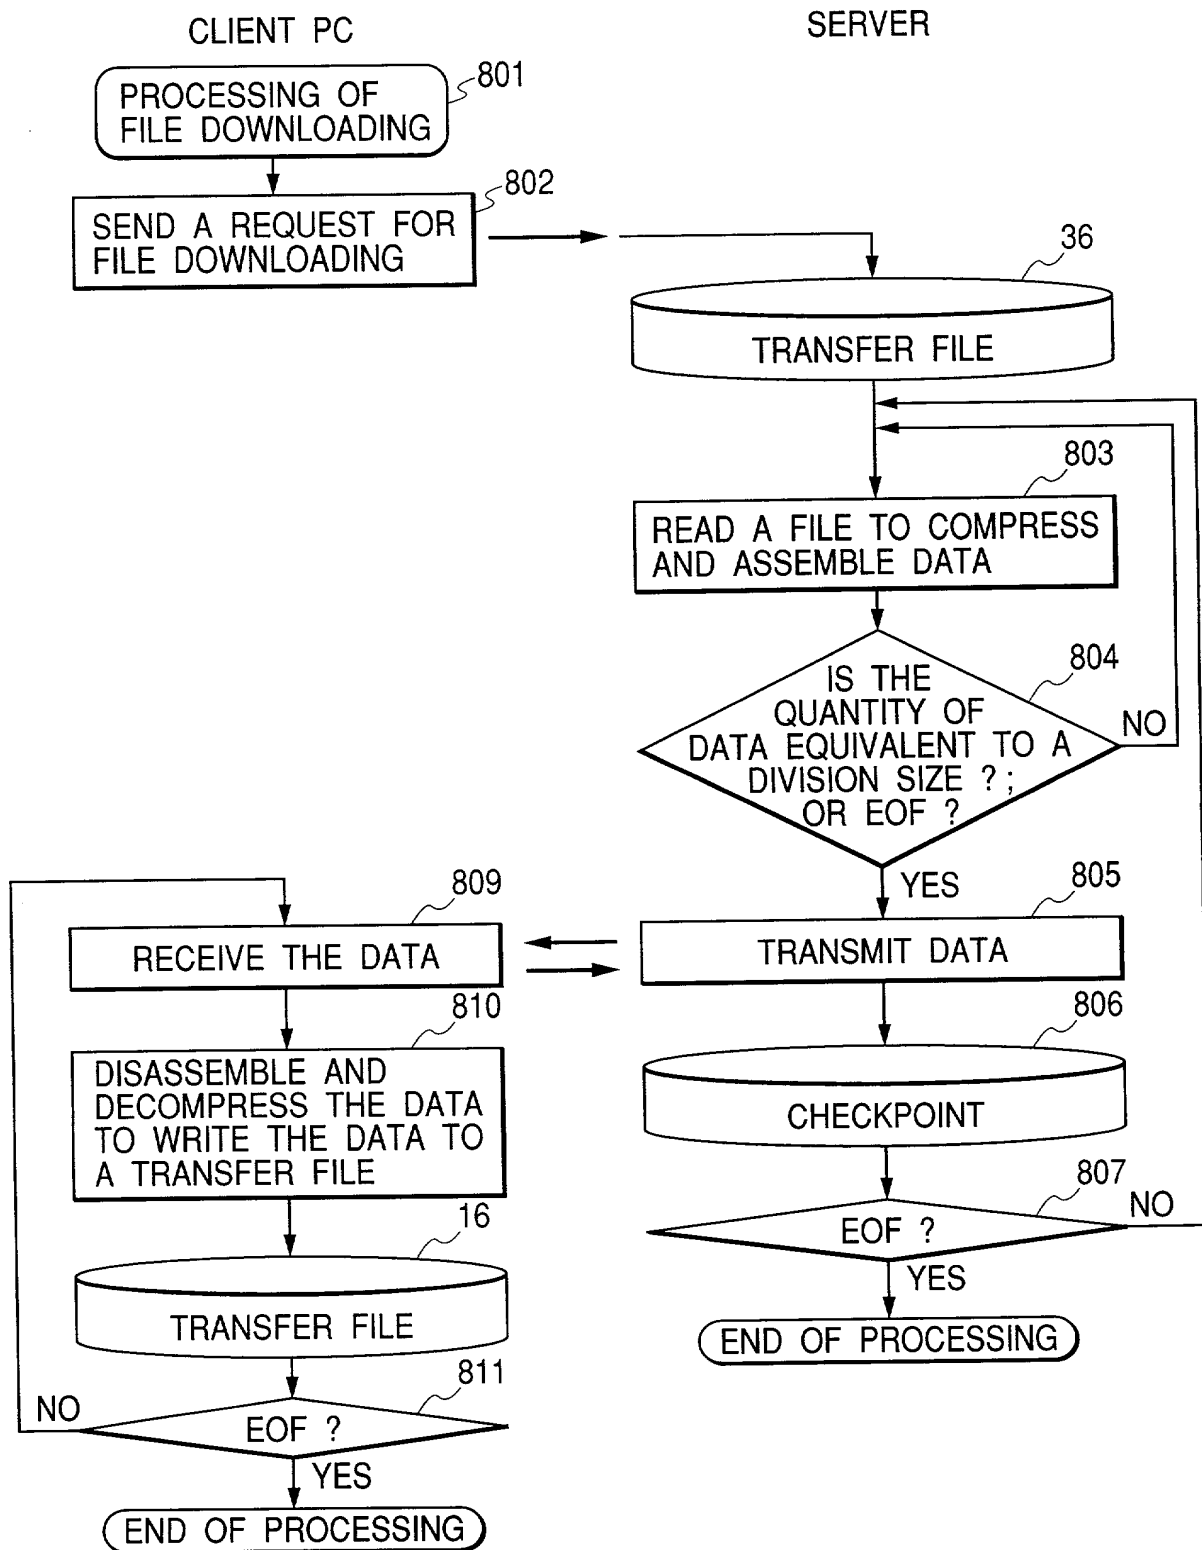 CLIENT PC
SERVER
801
PROCESSING OF
FILE DOWNLOADING
802
SEND A REQUEST FOR
FILE DOWNLOADING
36
TRANSFER FILE
803
READ A FILE TO COMPRESS
AND ASSEMBLE DATA
804
IS THE
QUANTITY OF
DATA EQUIVALENT TO A
DIVISION SIZE ? ;
OR EOF ?
NO
YES
805
TRANSMIT DATA
809
RECEIVE THE DATA
806
CHECKPOINT
810
DISASSEMBLE AND
DECOMPRESS THE DATA
TO WRITE THE DATA TO
A TRANSFER FILE
807
EOF ?
NO
YES
END OF PROCESSING
16
TRANSFER FILE
811
EOF ?
NO
YES
END OF PROCESSING